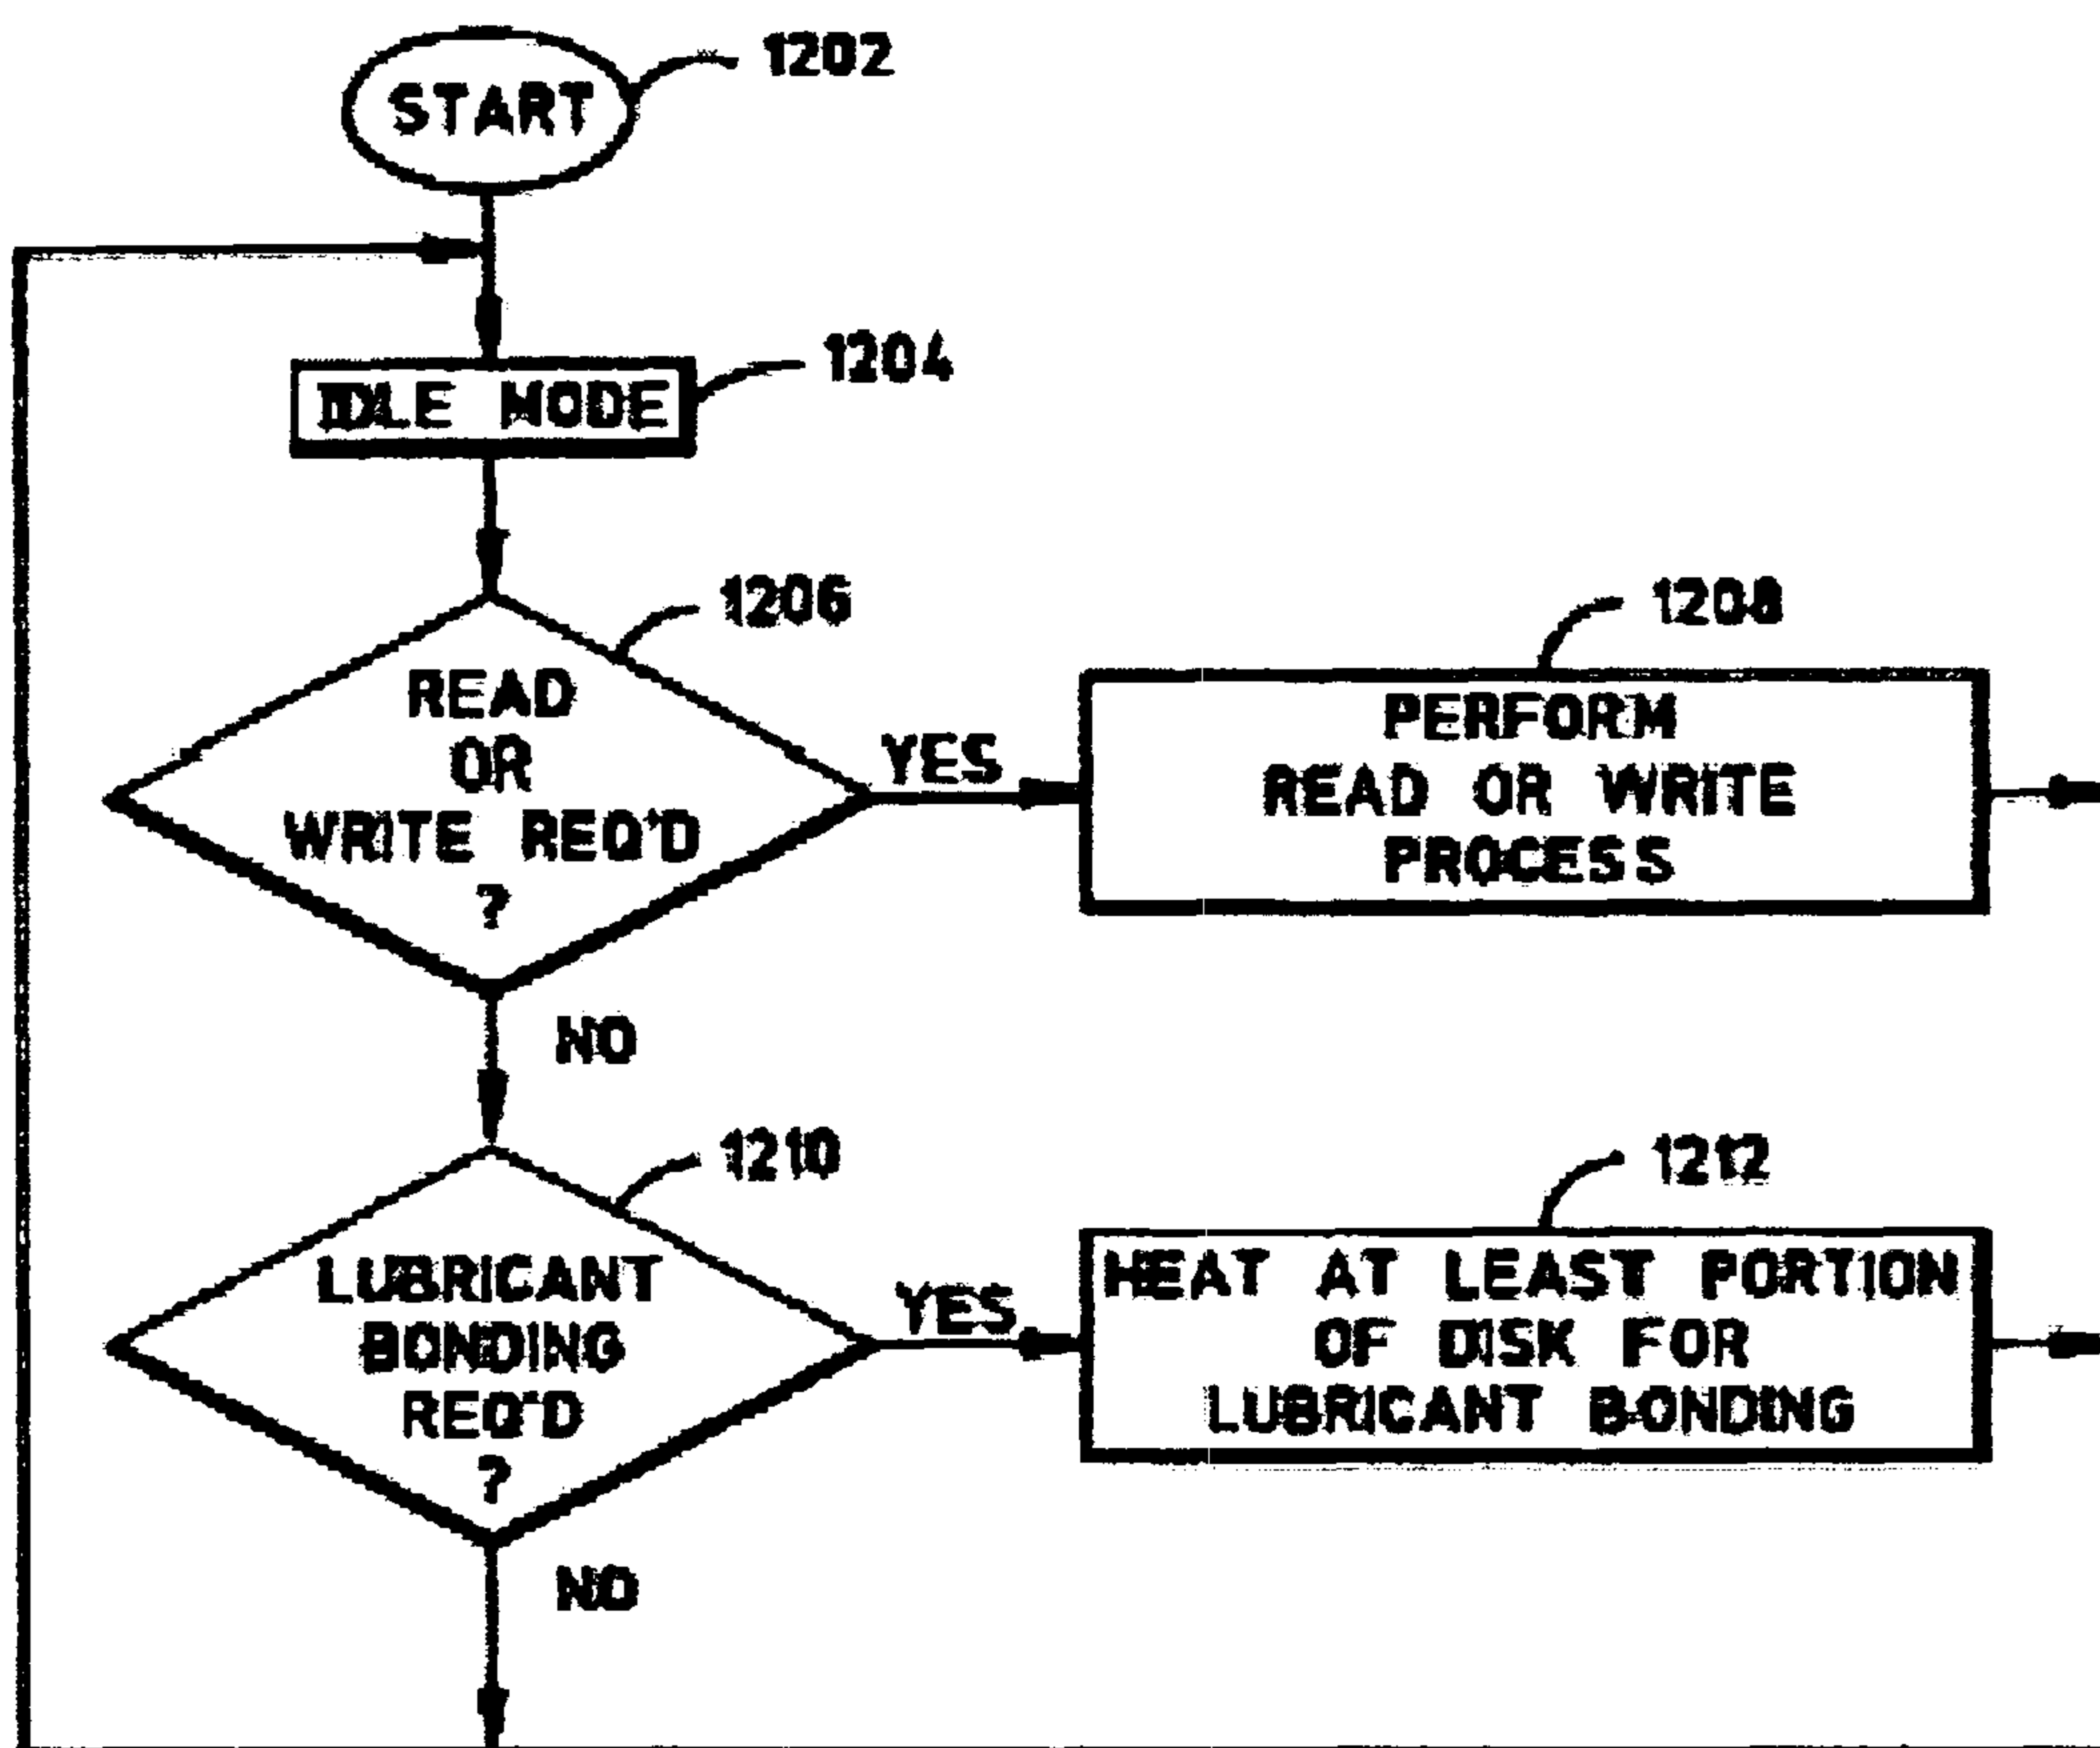 1202
START
1204
IDLE MODE
1206
READ
OR
WRITE REQ'D
?
YES
1208
PERFORM
READ OR WRITE
PROCESS
NO
1210
LUBRICANT
BONDING
REQ'D
?
YES
1212
HEAT AT LEAST PORTION
OF DISK FOR
LUBRICANT BONDING
NO